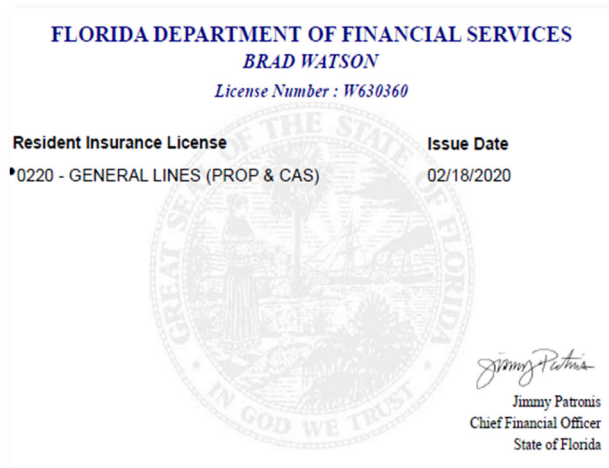 FLORIDA DEPARTMENT OF FINANCIAL SERVICES
BRAD WATSON
License Number : W630360
Resident Insurance License Issue Date
•0220 - GENERAL LINES (PROP & CAS) 02/18/2020
GREAT SEAL OF THE STATE OF FLORIDA
IN GOD WE TRUST
Jimmy Patronis
Jimmy Patronis
Chief Financial Officer
State of Florida